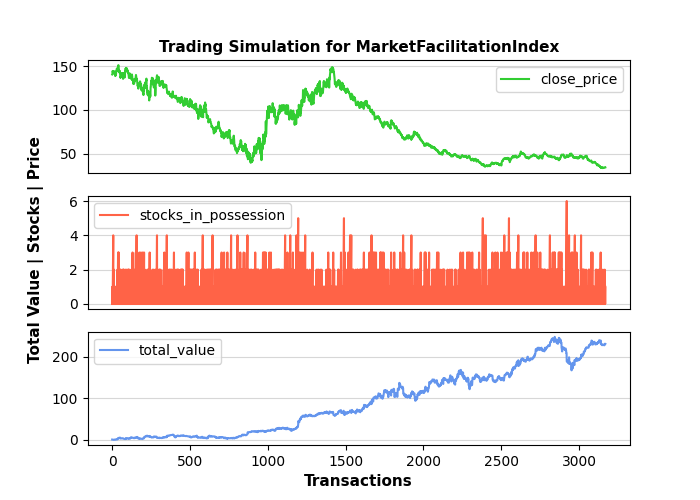 Trading Simulation for MarketFacilitationIndex
150
100
50
close_price
6
4
2
0
stocks_in_possession
200
100
0
total_value
0 500 1000 1500 2000 2500 3000
Transactions
Total Value | Stocks | Price